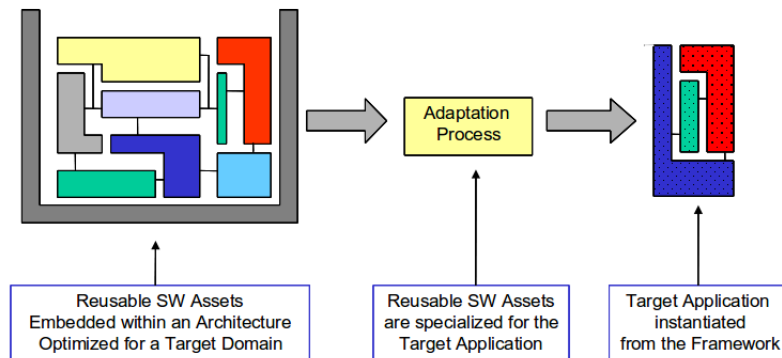 Adaptation
Process
Reusable SW Assets
Embedded within an Architecture
Optimized for a Target Domain
Reusable SW Assets
are specialized for the
Target Application
Target Application
instantiated
from the Framework